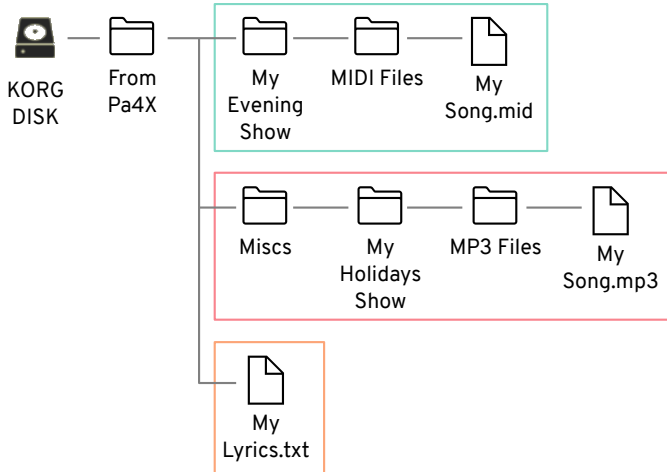 KORG
DISK
From
Pa4X
My
Evening
Show
MIDI Files
My
Song.mid
Miscs
My
Holidays
Show
MP3 Files
My
Song.mp3
My
Lyrics.txt